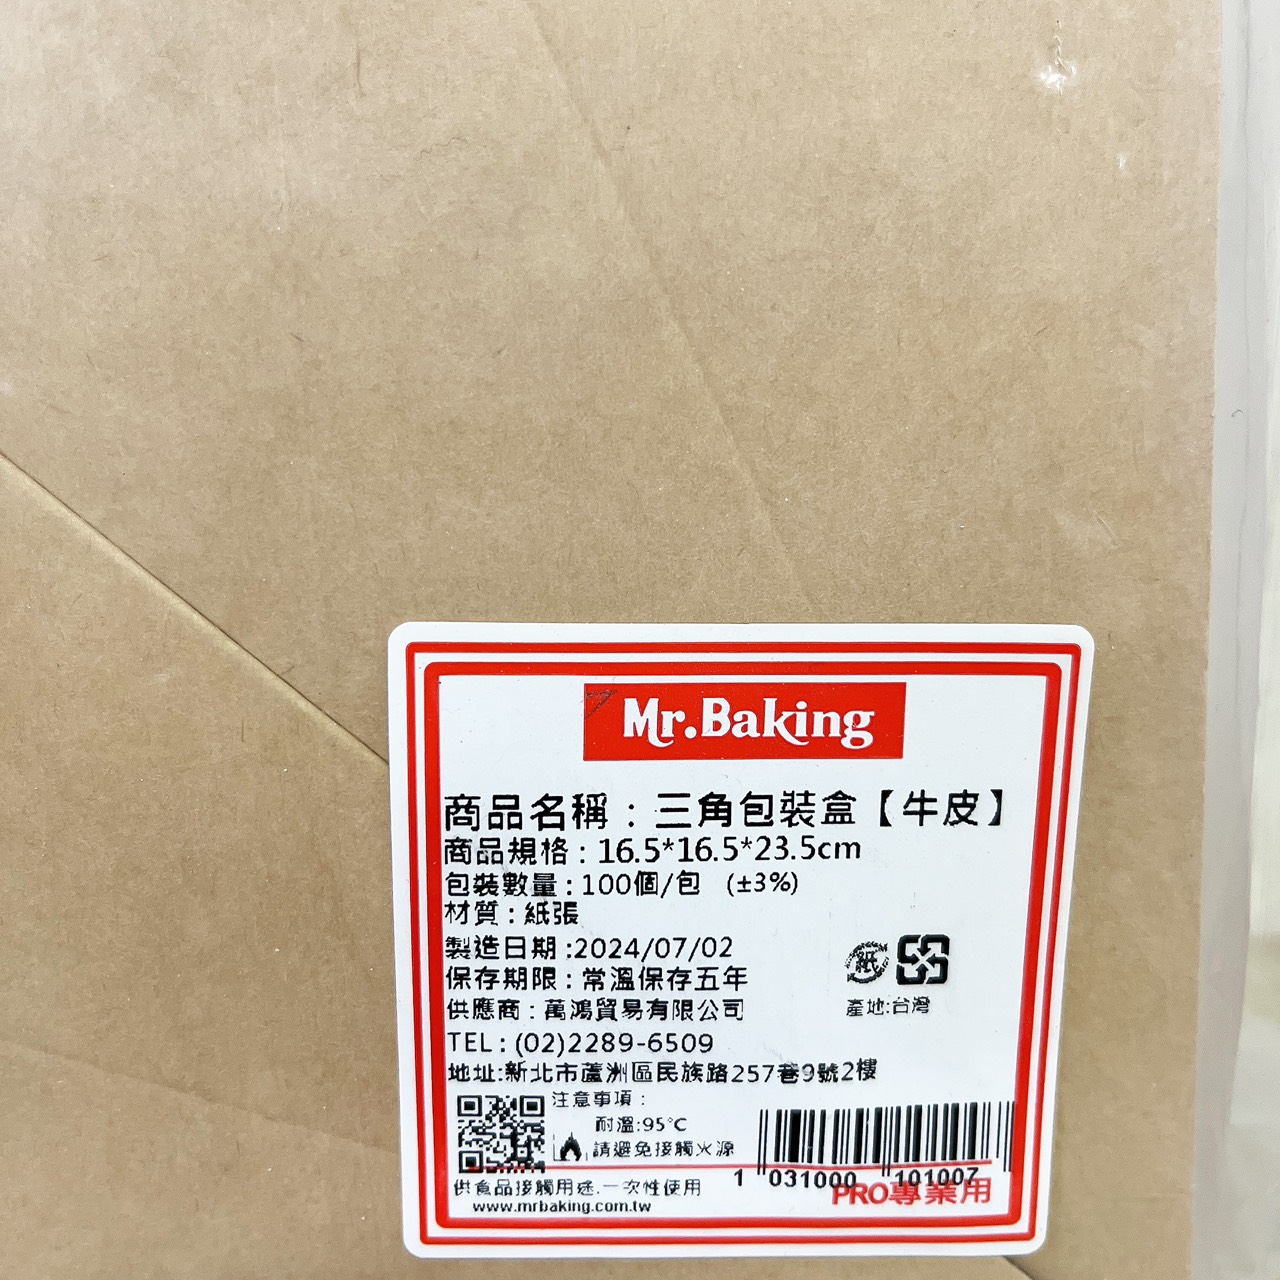 Mr.Baking
商品名稱：三角包裝盒【牛皮】
商品規格：16.5*16.5*23.5cm
包裝數量：100個/包 (±3%)
材質：紙張
製造日期:2024/07/02
保存期限：常溫保存五年
紙
供應商：萬鴻貿易有限公司
產地:台灣
TEL：(02)2289-6509
地址:新北市蘆洲區民族路257巷9號2樓
注意事項：
耐溫:95°C
請避免接觸火源
1 031000 101007
供食品接觸用途.一次性使用
PRO專業用
www.mrbaking.com.tw